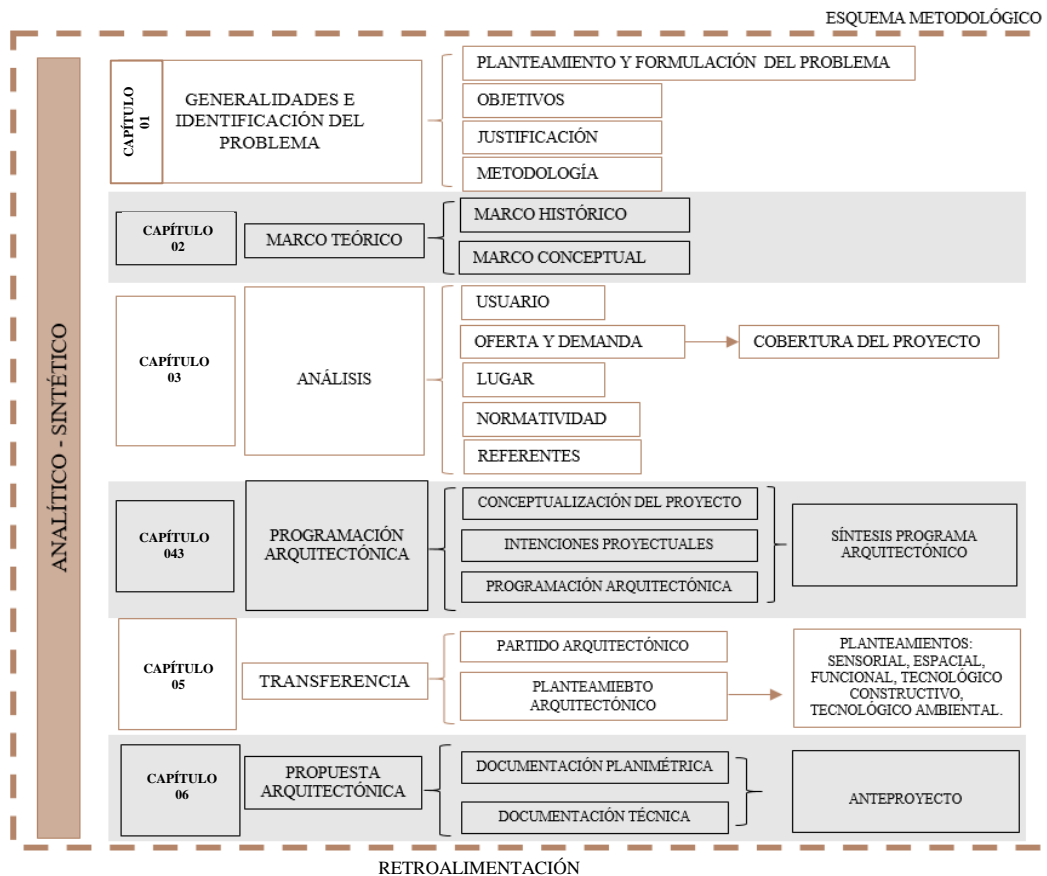 ESQUEMA METODOLÓGICO
ANALÍTICO - SINTÉTICO
CAPÍTULO
01
GENERALIDADES E
IDENTIFICACIÓN DEL
PROBLEMA
PLANTEAMIENTO Y FORMULACIÓN DEL PROBLEMA
OBJETIVOS
JUSTIFICACIÓN
METODOLOGÍA
CAPÍTULO
02
MARCO TEÓRICO
MARCO HISTÓRICO
MARCO CONCEPTUAL
CAPÍTULO
03
ANÁLISIS
USUARIO
OFERTA Y DEMANDA
COBERTURA DEL PROYECTO
LUGAR
NORMATIVIDAD
REFERENTES
CAPÍTULO
043
PROGRAMACIÓN
ARQUITECTÓNICA
CONCEPTUALIZACIÓN DEL PROYECTO
INTENCIONES PROYECTUALES
PROGRAMACIÓN ARQUITECTÓNICA
SÍNTESIS PROGRAMA
ARQUITECTÓNICO
CAPÍTULO
05
TRANSFERENCIA
PARTIDO ARQUITECTÓNICO
PLANTEAMIEBTO
ARQUITECTÓNICO
PLANTEAMIENTOS:
SENSORIAL, ESPACIAL,
FUNCIONAL, TECNOLÓGICO
CONSTRUCTIVO,
TECNOLÓGICO AMBIENTAL.
CAPÍTULO
06
PROPUESTA
ARQUITECTÓNICA
DOCUMENTACIÓN PLANIMÉTRICA
DOCUMENTACIÓN TÉCNICA
ANTEPROYECTO
RETROALIMENTACIÓN